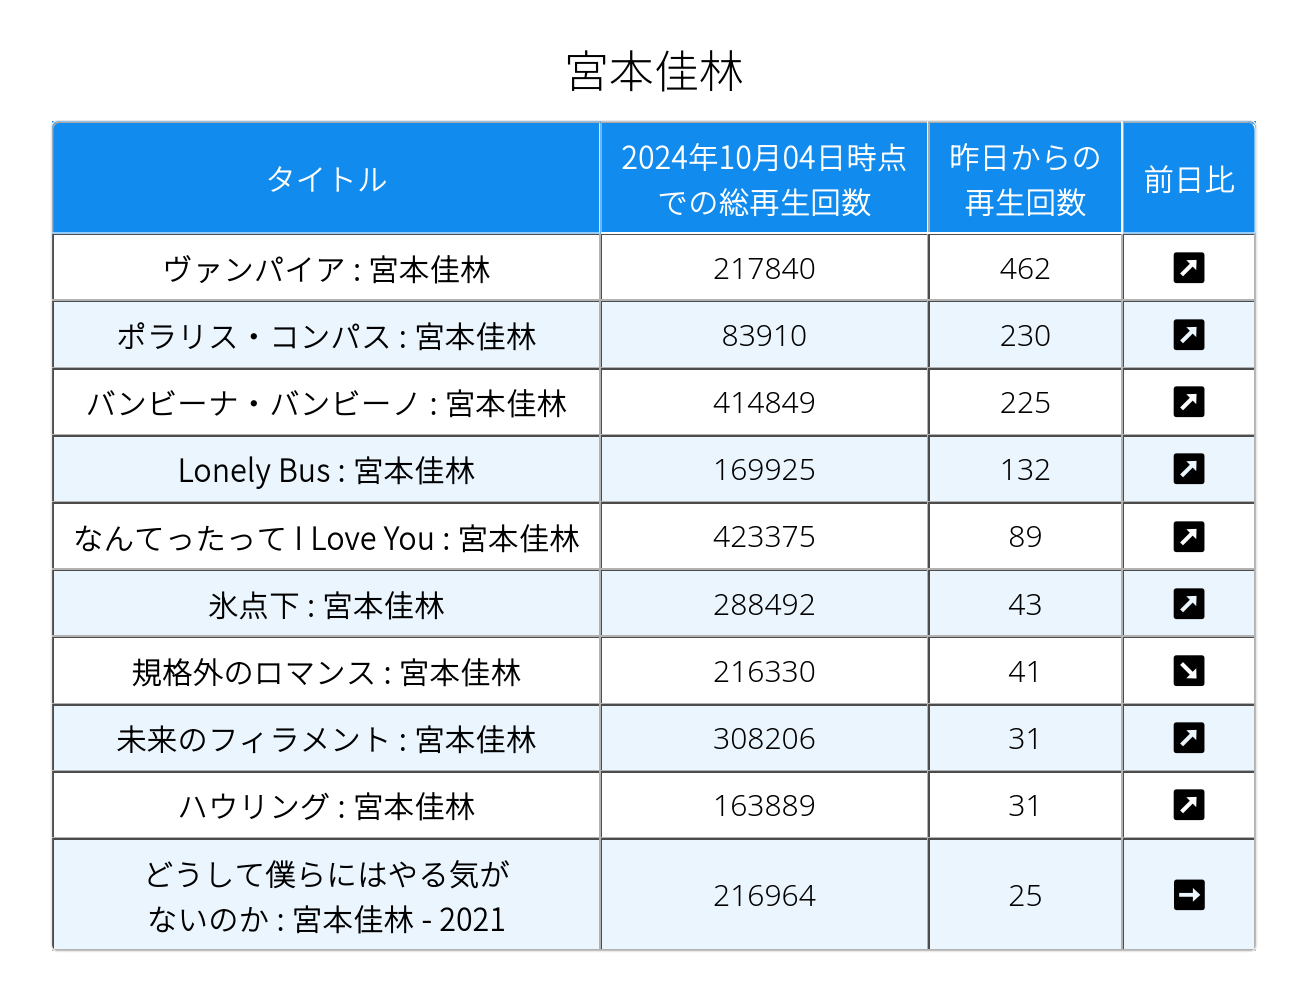 宮本佳林
タイトル
2024年10月04日時点
での総再生回数
昨日からの
再生回数
前日比
ヴァンパイア : 宮本佳林 217840 462
ポラリス・コンパス : 宮本佳林 83910 230
バンビーナ・バンビーノ : 宮本佳林 414849 225
Lonely Bus : 宮本佳林 169925 132
なんてったって I Love You : 宮本佳林 423375 89
氷点下 : 宮本佳林 288492 43
規格外のロマンス : 宮本佳林 216330 41
未来のフィラメント : 宮本佳林 308206 31
ハウリング : 宮本佳林 163889 31
どうして僕らにはやる気が
ないのか : 宮本佳林 - 2021
216964 25